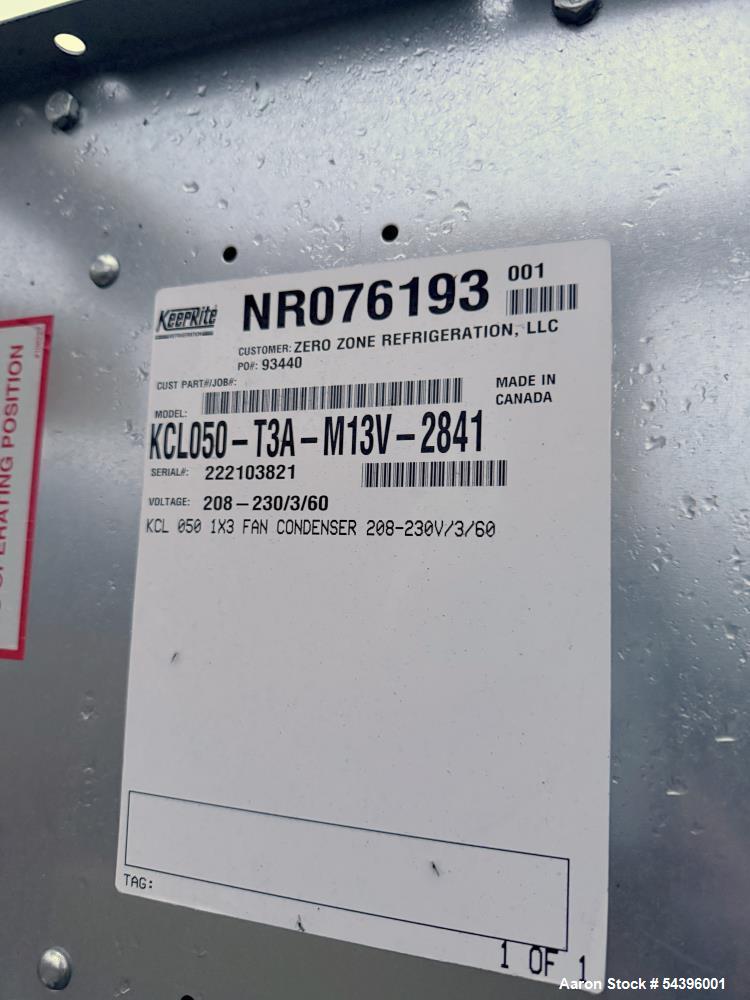 KeepRite
REFRIGERATION
NR076193
001
CUSTOMER: ZERO ZONE REFRIGERATION, LLC
PO#: 93440
CUST PART#/JOB#:
MADE IN
CANADA
MODEL:
KCL050-T3A-M13V-2841
SERIAL#: 222103821
VOLTAGE: 208-230/3/60
KCL 050 1X3 FAN CONDENSER 208-230V/3/60
TAG:
1 OF 1
OPERATING POSITION
Aaron Stock # 54396001